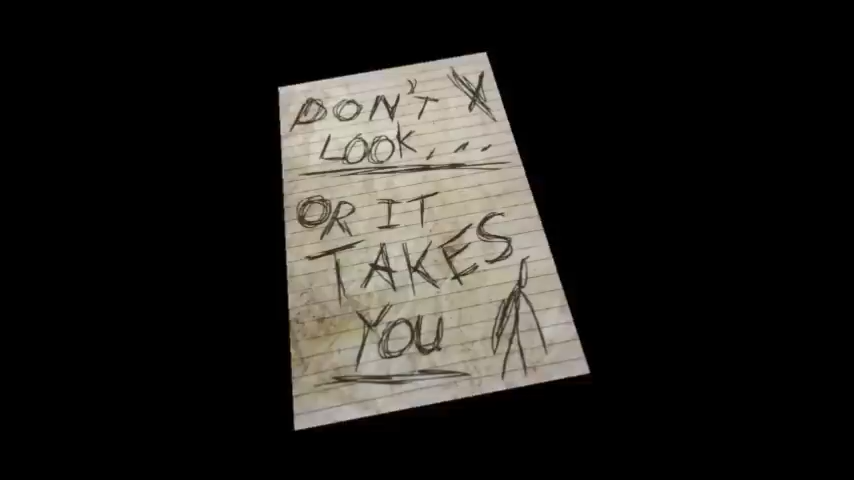 DON'T
LOOK...
OR IT
TAKES
YOU